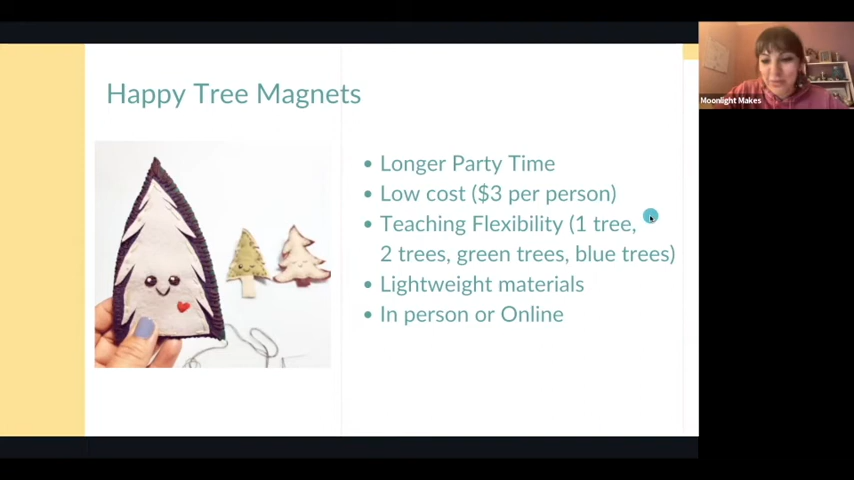 Happy Tree Magnets
Moonlight Makes
• Longer Party Time
• Low cost ($3 per person)
• Teaching Flexibility (1 tree,
2 trees, green trees, blue trees)
• Lightweight materials
• In person or Online